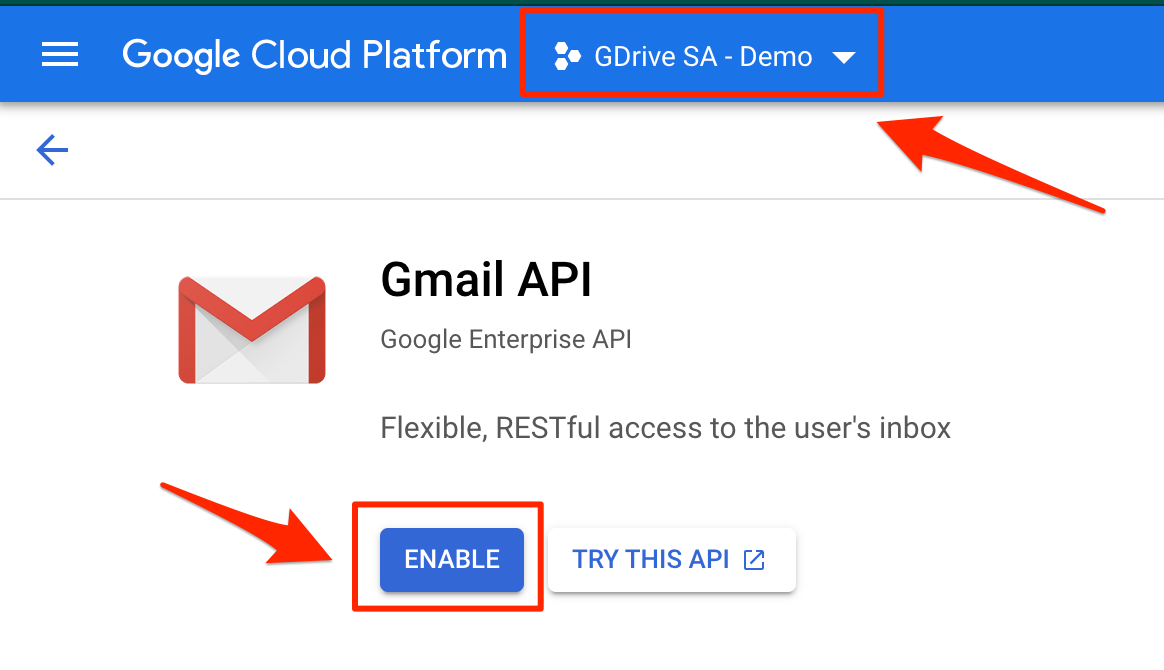 Google Cloud Platform GDrive SA - Demo
Gmail API
Google Enterprise API
Flexible, RESTful access to the user's inbox
ENABLE TRY THIS API